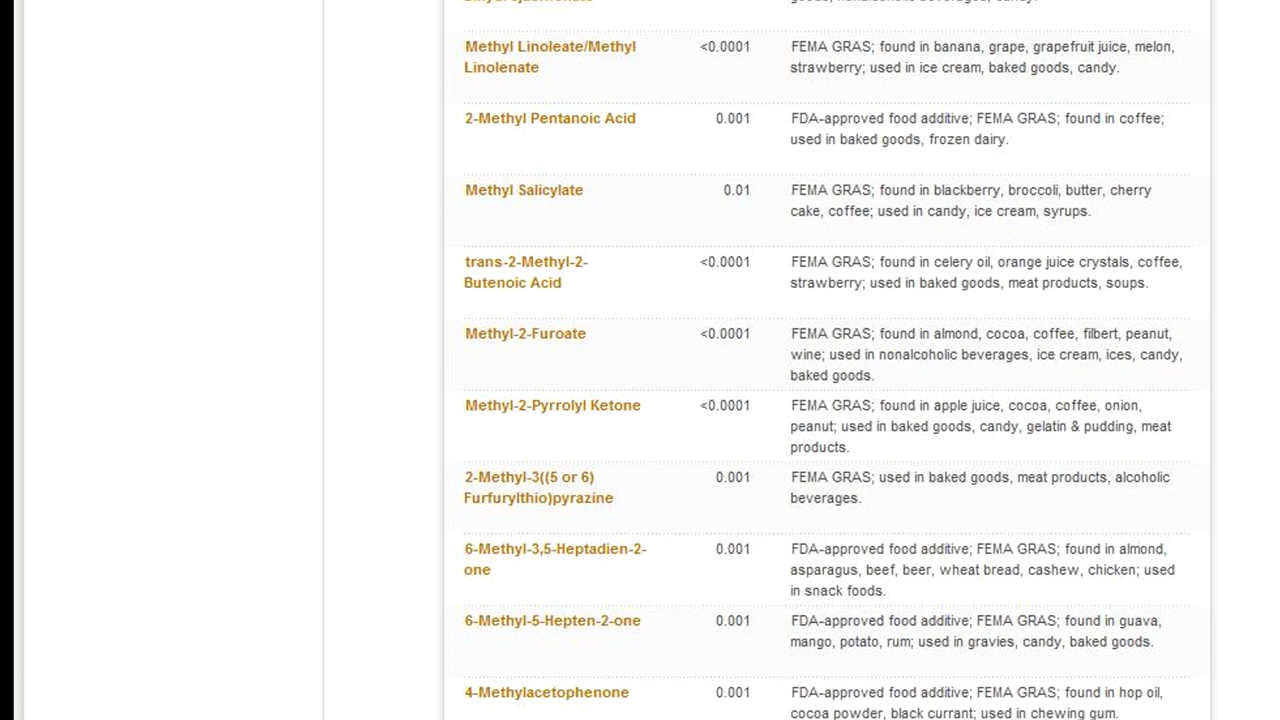 goods, nonalcoholic beverages, candy.
Methyl Linoleate/Methyl <0.0001 FEMA GRAS; found in banana, grape, grapefruit juice, melon,
Linolenate strawberry; used in ice cream, baked goods, candy.
2-Methyl Pentanoic Acid 0.001 FDA-approved food additive; FEMA GRAS; found in coffee;
used in baked goods, frozen dairy.
Methyl Salicylate 0.01 FEMA GRAS; found in blackberry, broccoli, butter, cherry
cake, coffee; used in candy, ice cream, syrups.
trans-2-Methyl-2- <0.0001 FEMA GRAS; found in celery oil, orange juice crystals, coffee,
Butenoic Acid strawberry; used in baked goods, meat products, soups.
Methyl-2-Furoate <0.0001 FEMA GRAS; found in almond, cocoa, coffee, filbert, peanut,
wine; used in nonalcoholic beverages, ice cream, ices, candy,
baked goods.
Methyl-2-Pyrrolyl Ketone <0.0001 FEMA GRAS; found in apple juice, cocoa, coffee, onion,
peanut; used in baked goods, candy, gelatin & pudding, meat
products.
2-Methyl-3((5 or 6) 0.001 FEMA GRAS; used in baked goods, meat products, alcoholic
Furfurylthio)pyrazine beverages.
6-Methyl-3,5-Heptadien-2- 0.001 FDA-approved food additive; FEMA GRAS; found in almond,
one asparagus, beef, beer, wheat bread, cashew, chicken; used
in snack foods.
6-Methyl-5-Hepten-2-one 0.001 FDA-approved food additive; FEMA GRAS; found in guava,
mango, potato, rum; used in gravies, candy, baked goods.
4-Methylacetophenone 0.001 FDA-approved food additive; FEMA GRAS; found in hop oil,
cocoa powder, black currant; used in chewing gum.